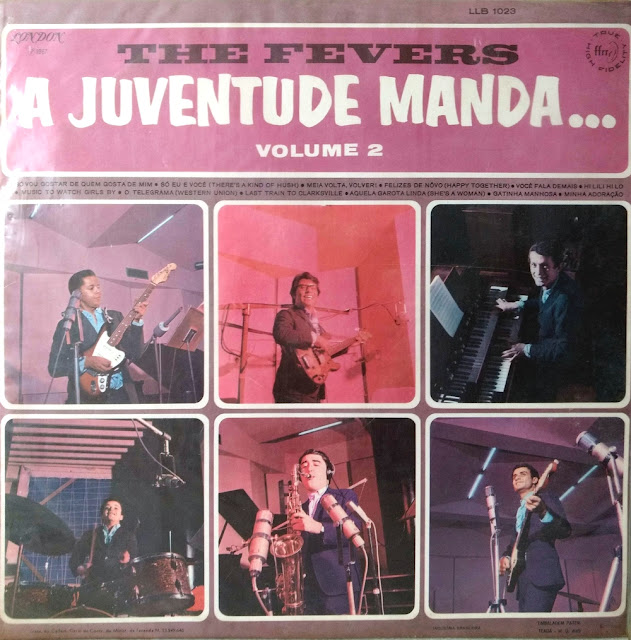 LLB 1023
LONDON
THE FEVERS
ffrr
TRUE HIGH FIDELITY
A JUVENTUDE MANDA...
VOLUME 2
VOU GOSTAR DE QUEM GOSTA DE MIM • SÓ EU E VOCÊ (THERE'S A KIND OF HUSH) • MEIA VOLTA, VOLVER! • FELIZES DE NÔVO (HAPPY TOGETHER) • VOCÊ FALA DEMAIS • HI LILI HI LO
• MUSIC TO WATCH GIRLS BY • O TELEGRAMA (WESTERN UNION) • LAST TRAIN TO CLARKSVILLE • AQUELA GAROTA LINDA (SHE'S A WOMAN) • GATINHA MANHOSA • MINHA ADORAÇÃO
INDÚSTRIA BRASILEIRA